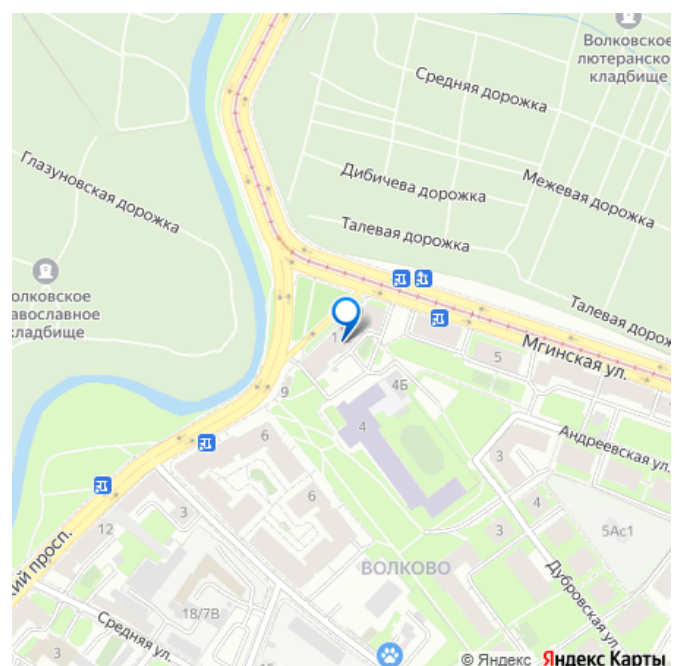 Волковское
лютеранско
кладбище
Средняя дорожка
Дибичева дорожка
Межевая дорожка
Глазуновская дорожка
Талевая дорожка
олковское
авославное
кладбище
Талевая дорож
1
Мгинская ул.
5
9
4Б
4
6
Андреевская ул.
3
6
4
12
3
3
5Ас1
кий просп.
ВОЛКОВО
18/7В
Дубровская ул.
Средняя ул.
3
© Яндекс Яндекс Карты